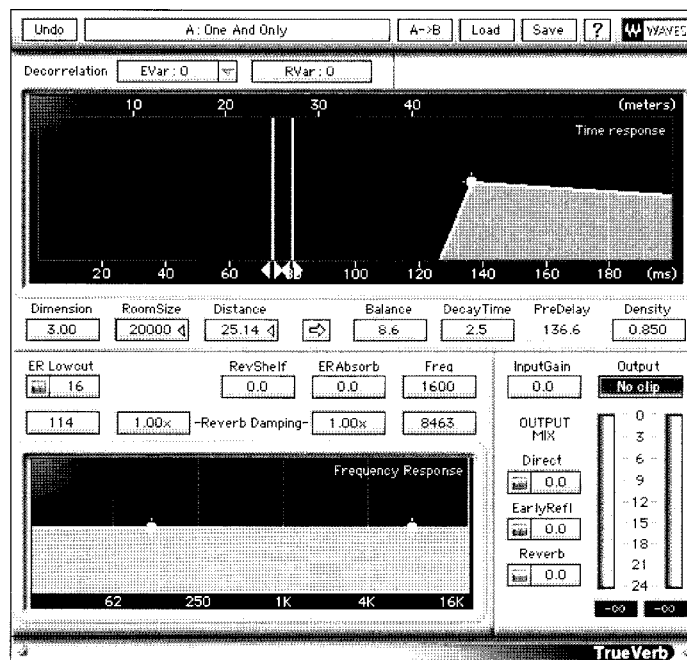 Undo A: One And Only A->B Load Save ? WAVES
Decorrelation EVar: 0 RVar: 0
10 20 30 40 (meters)
Time response
20 40 60 80 100 120 140 160 180 (ms)
Dimension RoomSize Distance Balance DecayTime PreDelay Density
3.00 20000 25.14 8.6 2.5 136.6 0.850
ER Lowcut RevShelf ERAbsorb Freq
16 0.0 0.0 1600
114 1.00x -Reverb Damping- 1.00x 8463
Frequency Response
62 250 1K 4K 16K
InputGain Output
0.0 No clip
OUTPUT
MIX
Direct
0.0
EarlyRefl
0.0
Reverb
0.0
0
3
6
9
12
15
18
21
24
-oo -oo
TrueVerb